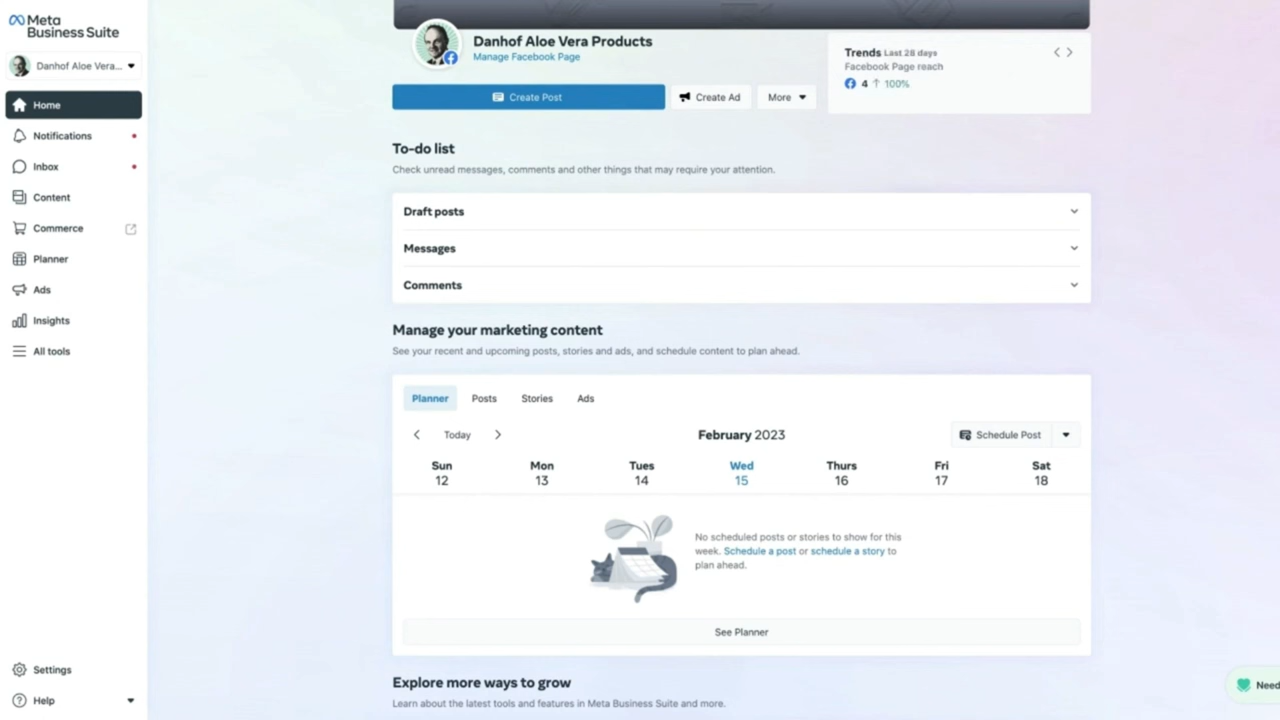 Meta
Business Suite
Danhof Aloe Vera...
Home
Notifications
Inbox
Content
Commerce
Planner
Ads
Insights
All tools
Settings
Help
Danhof Aloe Vera Products
Manage Facebook Page
Create Post
Create Ad
More
Trends Last 28 days
Facebook Page reach
4 ↑ 100%
To-do list
Check unread messages, comments and other things that may require your attention.
Draft posts
Messages
Comments
Manage your marketing content
See your recent and upcoming posts, stories and ads, and schedule content to plan ahead.
Planner Posts Stories Ads
Today
February 2023
Schedule Post
Sun Mon Tues Wed Thurs Fri Sat
12 13 14 15 16 17 18
No scheduled posts or stories to show for this
week. Schedule a post or schedule a story to
plan ahead.
See Planner
Explore more ways to grow
Learn about the latest tools and features in Meta Business Suite and more.
Need